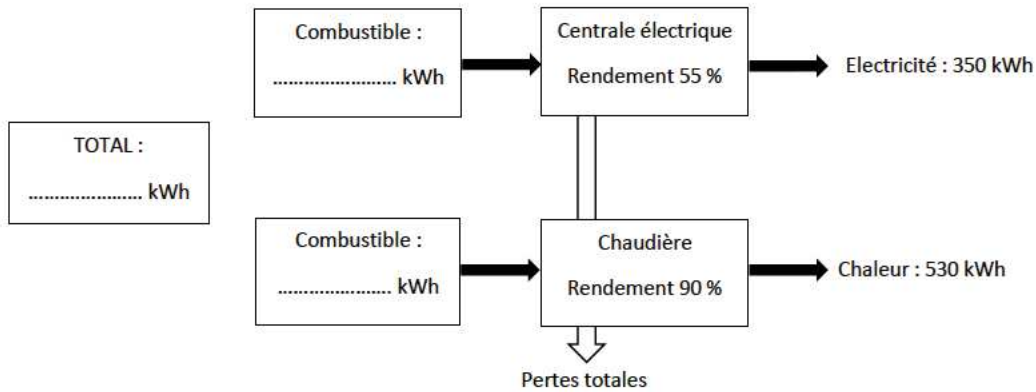 Combustible :
........................ kWh
Centrale électrique
Rendement 55 %
Electricité : 350 kWh
TOTAL :
...................... kWh
Combustible :
...................... kWh
Chaudière
Rendement 90 %
Chaleur : 530 kWh
Pertes totales